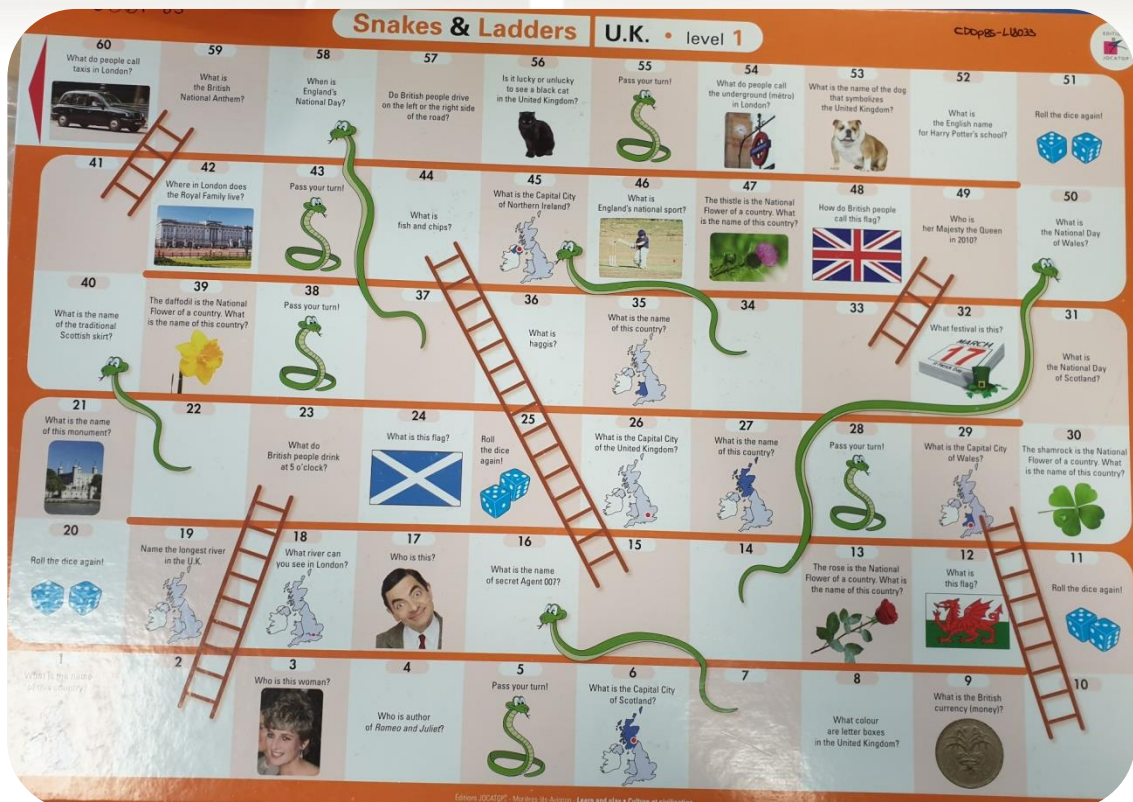 Snakes & Ladders U.K. • level 1
CDDP85-L18033
JOCATOP
60
What do people call
taxis in London?
59
What is
the British
National Anthem?
58
When is
England's
National Day?
57
Do British people drive
on the left or the right side
of the road?
56
Is it lucky or unlucky
to see a black cat
in the United Kingdom?
55
Pass your turn!
54
What do people call
the underground (métro)
in London?
53
What is the name of the dog
that symbolizes
the United Kingdom?
52
What is
the English name
for Harry Potter's school?
51
Roll the dice again!
41
42
Where in London does
the Royal Family live?
43
Pass your turn!
44
What is
fish and chips?
45
What is the Capital City
of Northern Ireland?
46
What is
England's national sport?
47
The thistle is the National
Flower of a country. What
is the name of this country?
48
How do British people
call this flag?
49
Who is
her Majesty the Queen
in 2010?
50
What is
the National Day
of Wales?
40
What is the name
of the traditional
Scottish skirt?
39
The daffodil is the National
Flower of a country. What
is the name of this country?
38
Pass your turn!
37
36
What is
haggis?
35
What is the name
of this country?
34
33
32
What festival is this?
MARCH
17
31
What is
the National Day
of Scotland?
21
What is the name
of this monument?
22
23
What do
British people drink
at 5 o'clock?
24
What is this flag?
25
Roll
the dice
again!
26
What is the Capital City
of the United Kingdom?
27
What is the name
of this country?
28
Pass your turn!
29
What is the Capital City
of Wales?
30
The shamrock is the National
Flower of a country. What
is the name of this country?
20
Roll the dice again!
19
Name the longest river
in the U.K.
18
What river can
you see in London?
17
Who is this?
16
What is the name
of secret Agent 007?
15
14
13
The rose is the National
Flower of a country. What is
the name of this country?
12
What is
this flag?
11
Roll the dice again!
1
What is the name
of this country?
2
3
Who is this woman?
4
Who is author
of Romeo and Juliet?
5
Pass your turn!
6
What is the Capital City
of Scotland?
7
8
What colour
are letter boxes
in the United Kingdom?
9
What is the British
currency (money)?
10
Éditions JOCATOP